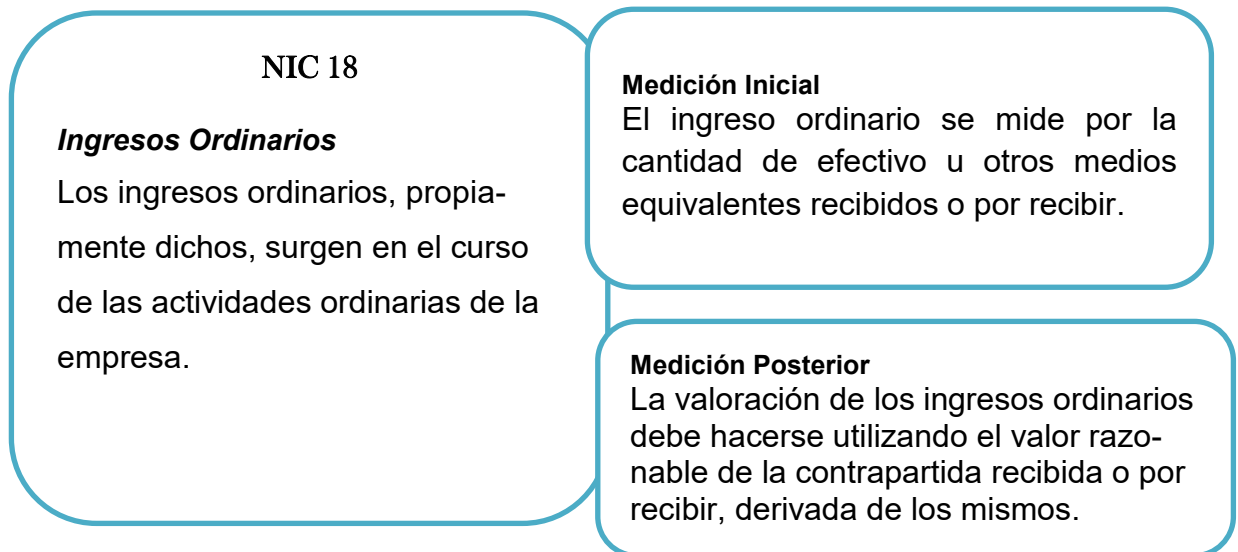 NIC 18
Ingresos Ordinarios
Los ingresos ordinarios, propia-
mente dichos, surgen en el curso
de las actividades ordinarias de la
empresa.
Medición Inicial
El ingreso ordinario se mide por la
cantidad de efectivo u otros medios
equivalentes recibidos o por recibir.
Medición Posterior
La valoración de los ingresos ordinarios
debe hacerse utilizando el valor razo-
nable de la contrapartida recibida o por
recibir, derivada de los mismos.